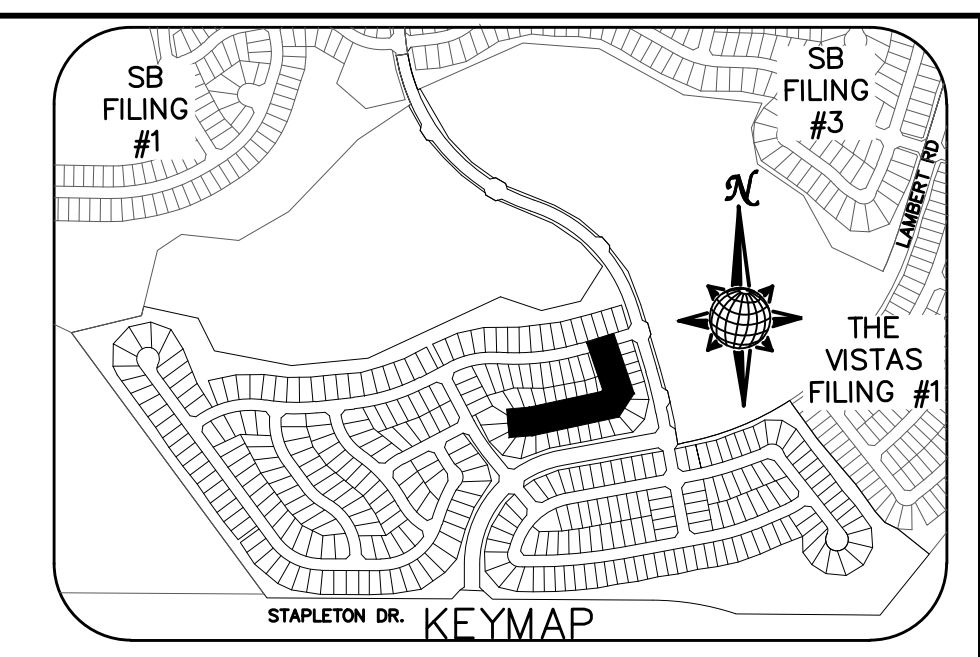 SB
FILING
#1
SB
FILING
#3
LAMBERT RD
N
THE
VISTAS
FILING #1
STAPLETON DR.
KEYMAP